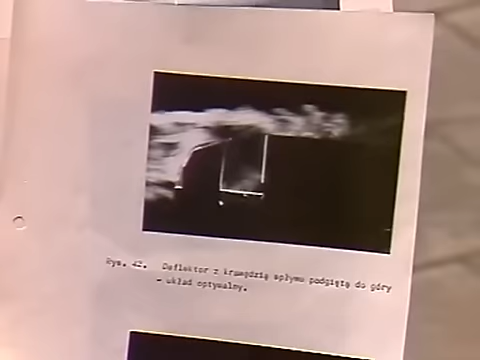 Rys. 42. Deflektor z krawędzią spływu podgiętą do góry
- układ optymalny.